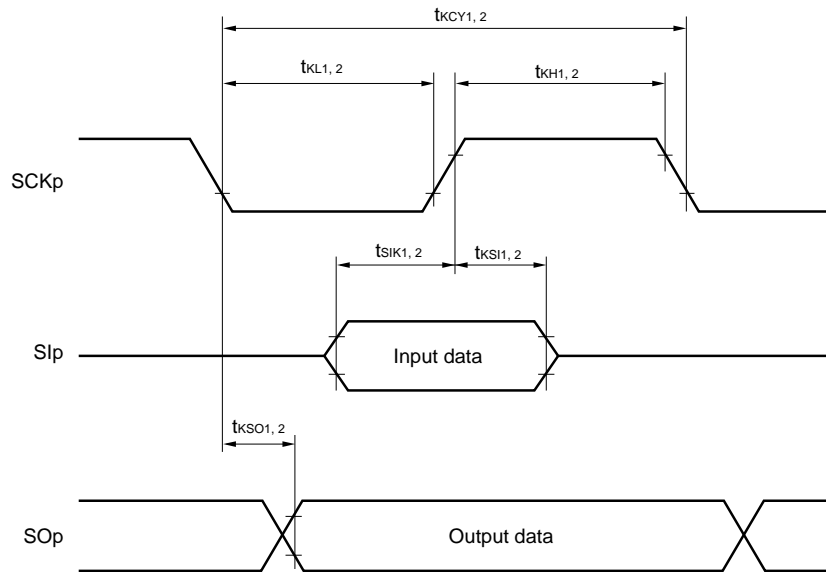 tKCY1, 2
tKL1, 2
tKH1, 2
SCKp
tSIK1, 2
tKSI1, 2
SIp
Input data
tKSO1, 2
SOp
Output data